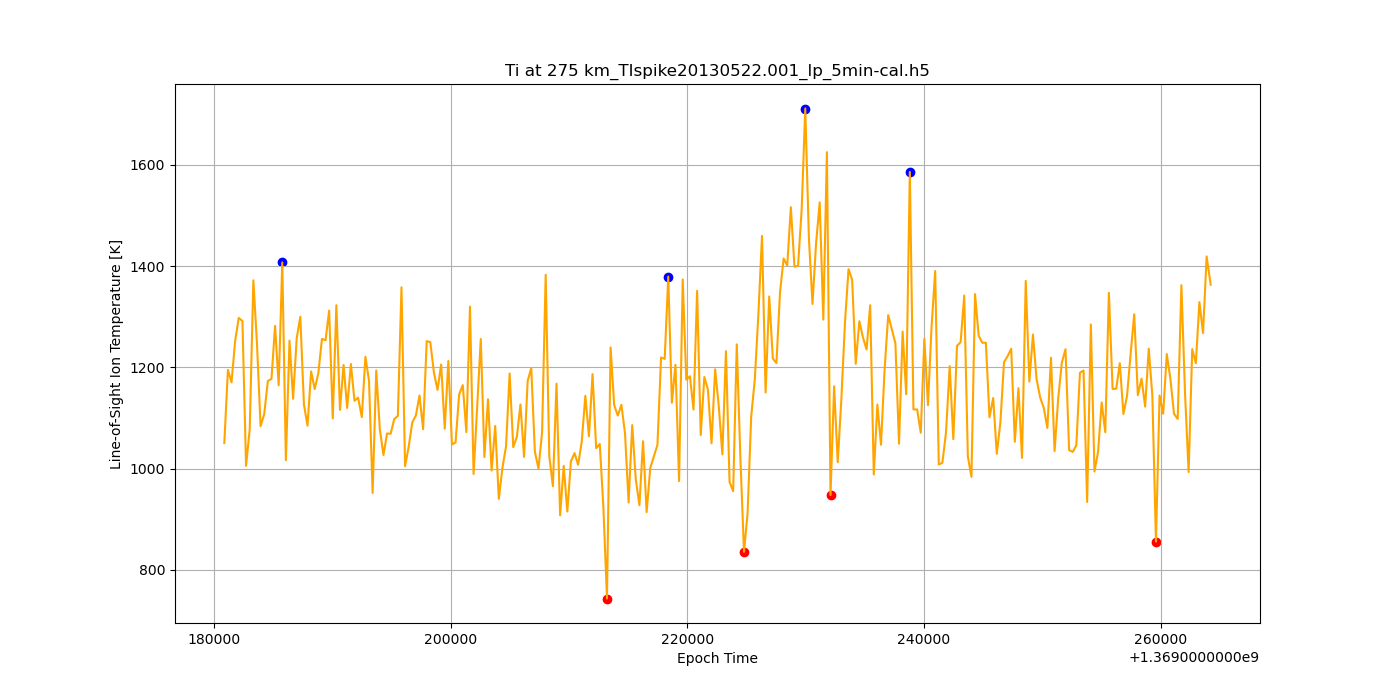 Ti at 275 km_TIspike20130522.001_lp_5min-cal.h5
Line-of-Sight Ion Temperature [K]
1600
1400
1200
1000
800
180000 200000 220000 240000 260000
Epoch Time
+1.3690000000e9